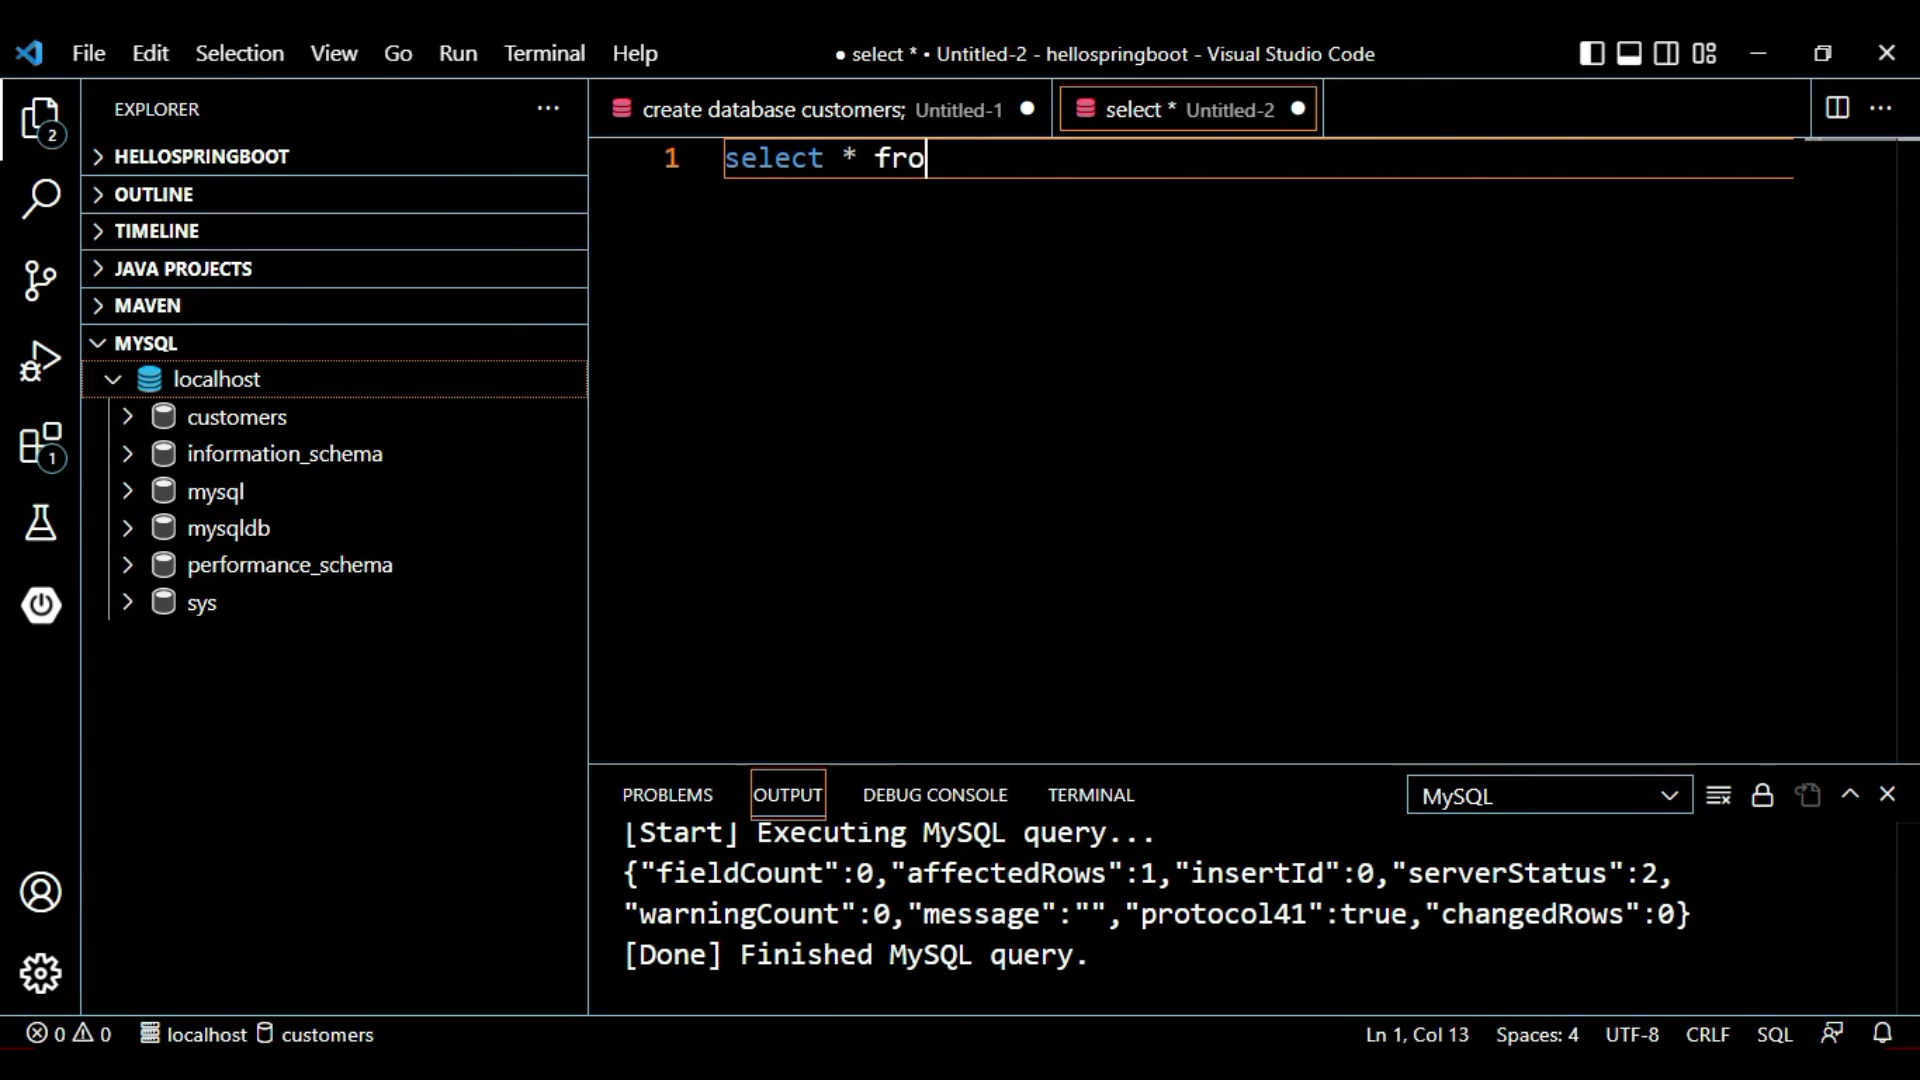 File Edit Selection View Go Run Terminal Help
● select * • Untitled-2 - hellospringboot - Visual Studio Code
EXPLORER
2
HELLOSPRINGBOOT
OUTLINE
TIMELINE
JAVA PROJECTS
MAVEN
MYSQL
localhost
customers
information_schema
1
mysql
mysqldb
performance_schema
sys
create database customers; Untitled-1
select * Untitled-2
1 select * fro
PROBLEMS OUTPUT DEBUG CONSOLE TERMINAL
MySQL
[Start] Executing MySQL query...
{"fieldCount":0,"affectedRows":1,"insertId":0,"serverStatus":2,
"warningCount":0,"message":"","protocol41":true,"changedRows":0}
[Done] Finished MySQL query.
0 0 localhost customers
Ln 1, Col 13 Spaces: 4 UTF-8 CRLF SQL